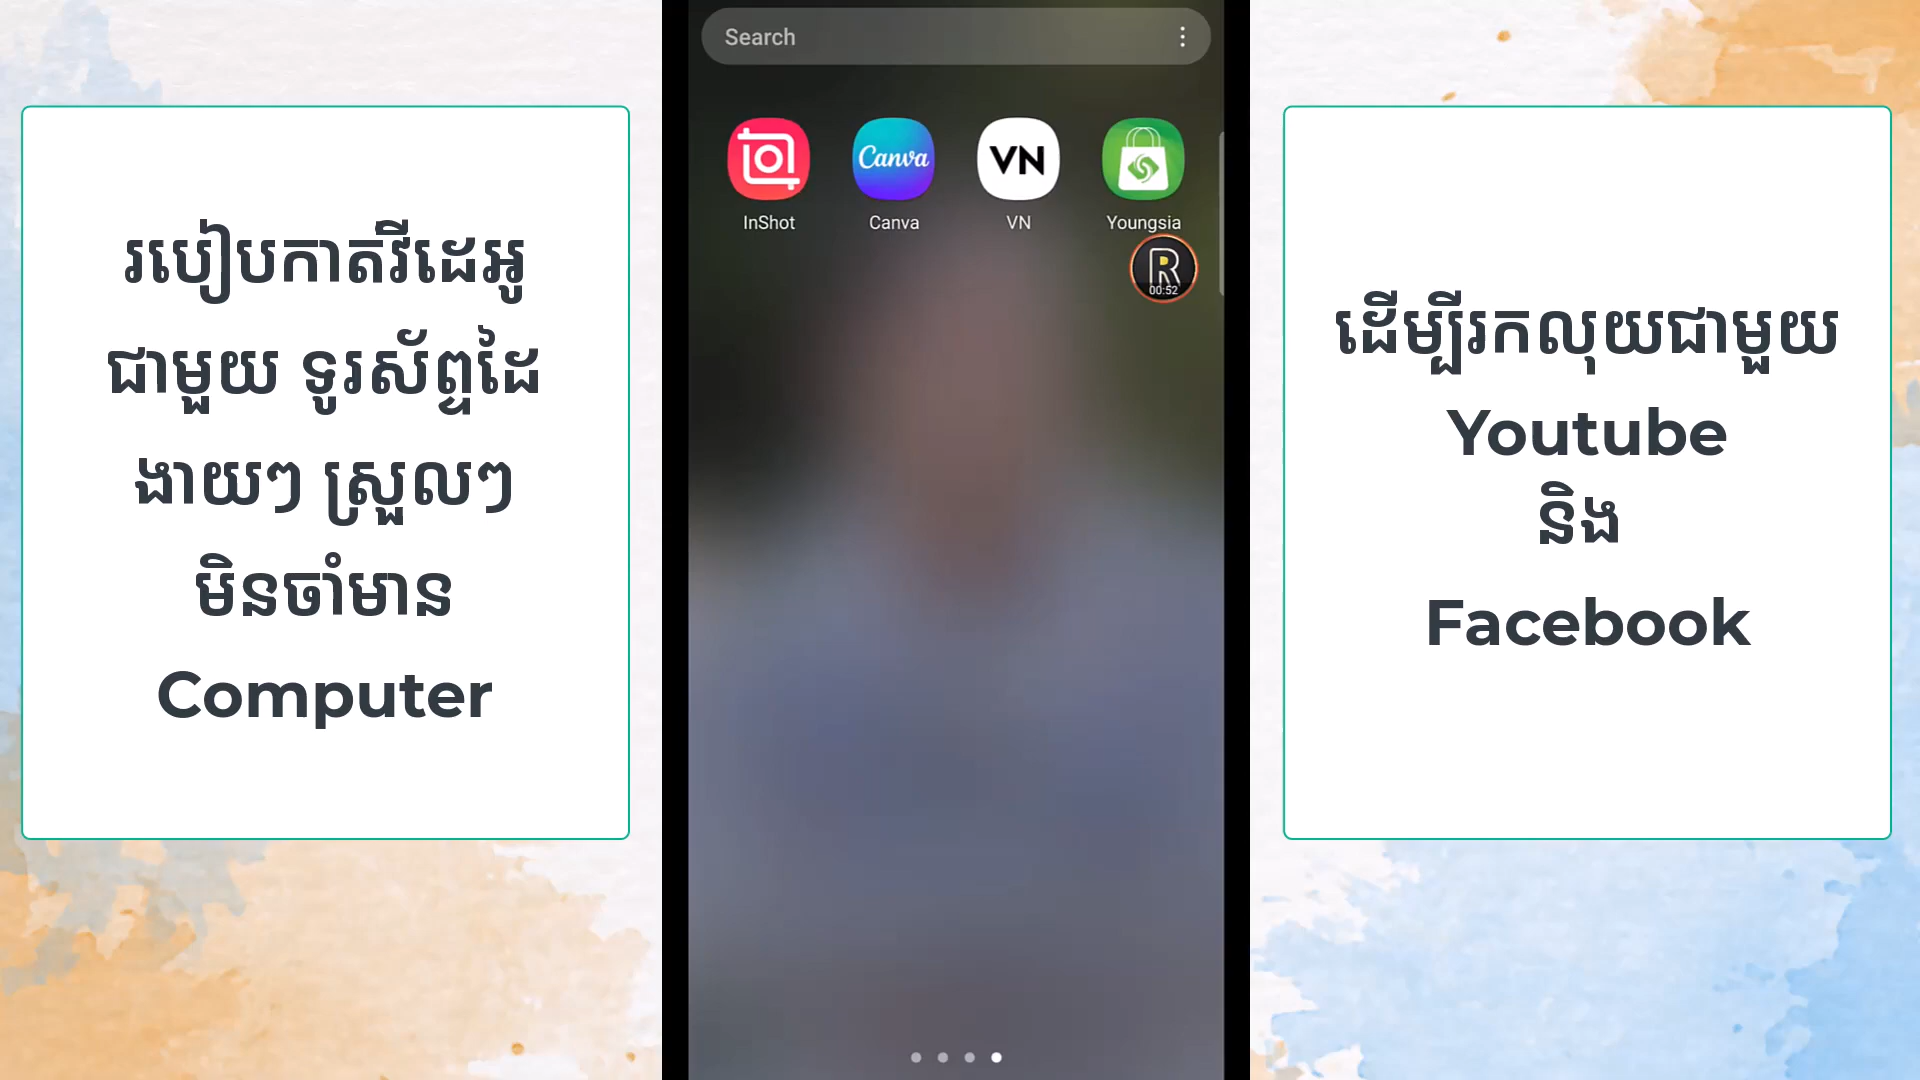 របៀបកាត់វីដេអូ
ជាមួយ ទូរស័ព្ទដៃ
ងាយៗ ស្រួលៗ
មិនចាំមាន
Computer
Search
Canva
VN
InShot
Canva
VN
Youngsia
R
00:52
ដើម្បីរកលុយជាមួយ
Youtube
និង
Facebook